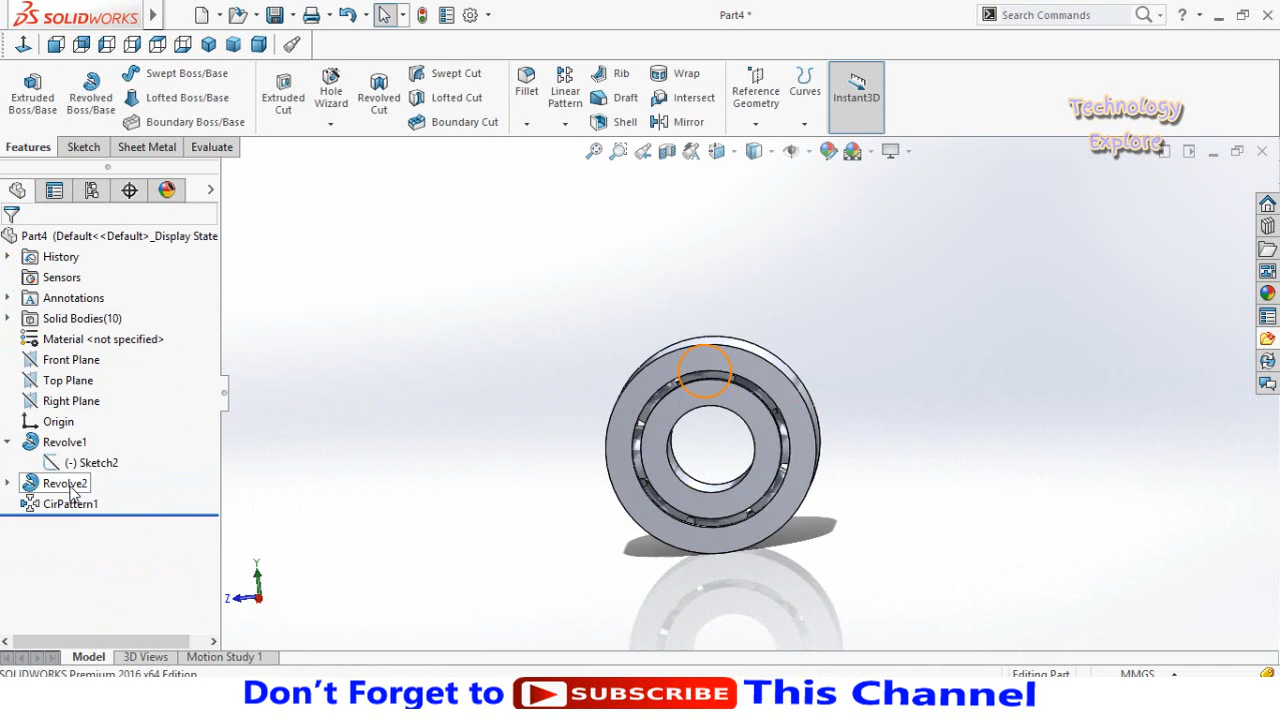 SOLIDWORKS
Part4 *
Search Commands
?
Extruded Boss/Base
Revolved Boss/Base
Swept Boss/Base
Lofted Boss/Base
Boundary Boss/Base
Extruded Cut
Hole Wizard
Revolved Cut
Swept Cut
Lofted Cut
Boundary Cut
Fillet
Linear Pattern
Rib
Draft
Shell
Wrap
Intersect
Mirror
Reference Geometry
Curves
Instant3D
Technology
Explore
Features
Sketch
Sheet Metal
Evaluate
Part4 (Default<<Default>_Display State
History
Sensors
Annotations
Solid Bodies(10)
Material <not specified>
Front Plane
Top Plane
Right Plane
Origin
Revolve1
(-) Sketch2
Revolve2
CirPattern1
Y
Z
Model
3D Views
Motion Study 1
SOLIDWORKS Premium 2016 x64 Edition
Editing Part
MMGS
Don't Forget to SUBSCRIBE This Channel